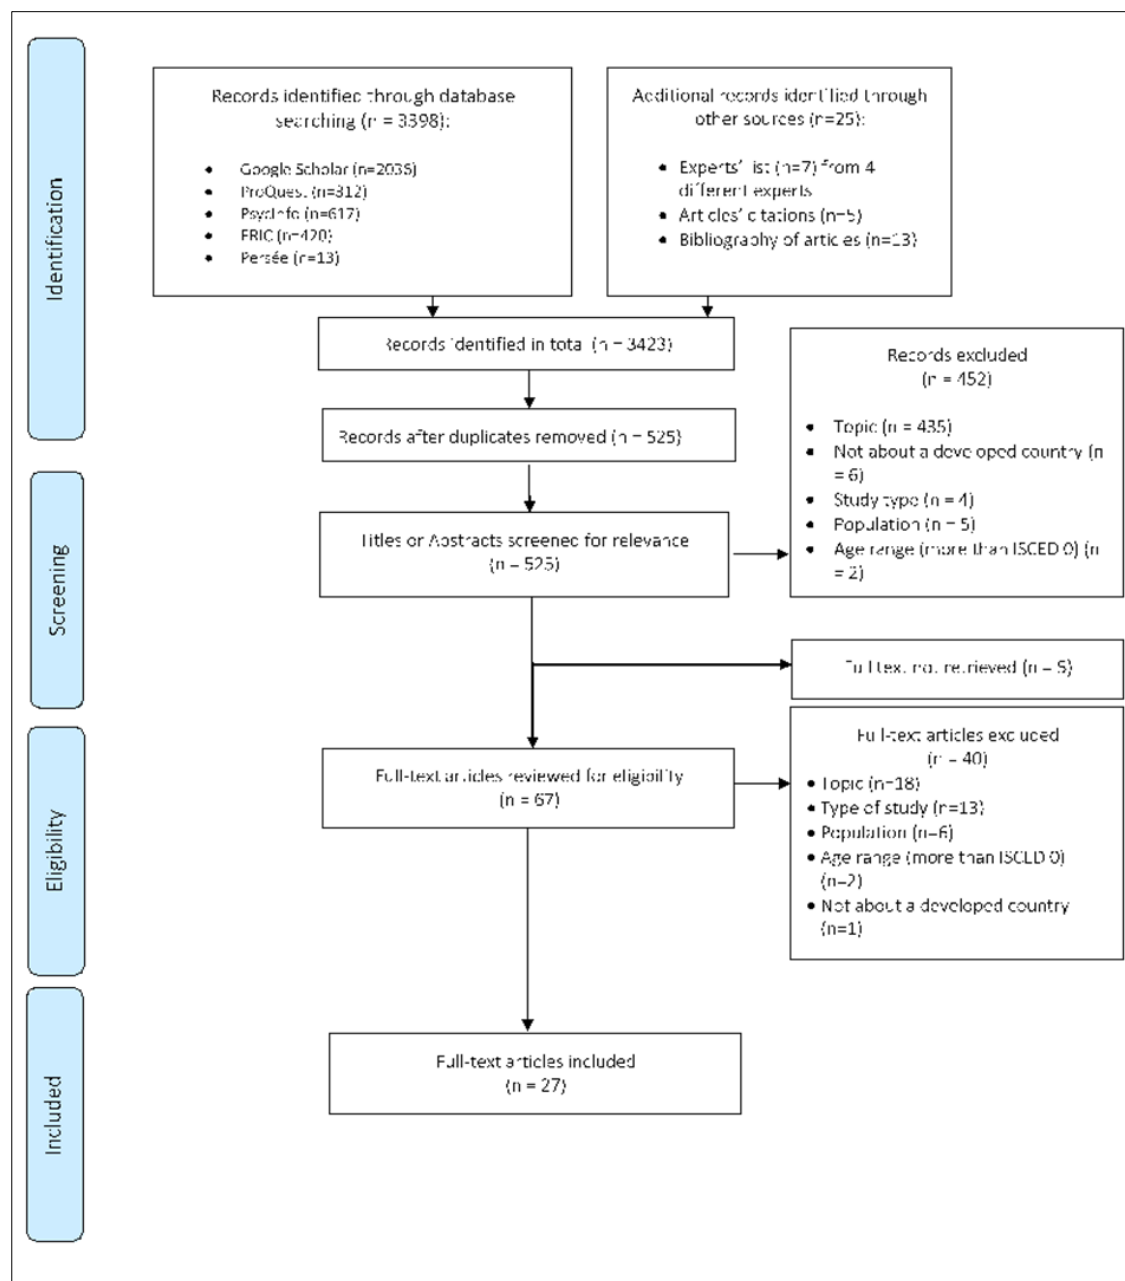 Identification
Records identified through database
searching (n = 3398):
• Google Scholar (n=2036)
• ProQuest (n=312)
• PsycInfo (n=617)
• ERIC (n=420)
• Persée (n=13)
Additional records identified through
other sources (n=25):
• Experts' list (n=7) from 4
different experts
• Articles' citations (n=5)
• Bibliography of articles (n=13)
Records identified in total (n = 3423)
Records after duplicates removed (n = 525)
Screening
Titles or Abstracts screened for relevance
(n = 525)
Records excluded
(n = 452)
• Topic (n = 435)
• Not about a developed country (n
= 6)
• Study type (n = 4)
• Population (n = 5)
• Age range (more than ISCED 0) (n
= 2)
Full text not retrieved (n = 6)
Eligibility
Full-text articles reviewed for eligibility
(n = 67)
Full-text articles excluded
(n = 40)
• Topic (n=18)
• Type of study (n=13)
• Population (n=6)
• Age range (more than ISCED 0)
(n=2)
• Not about a developed country
(n=1)
Included
Full-text articles included
(n = 27)